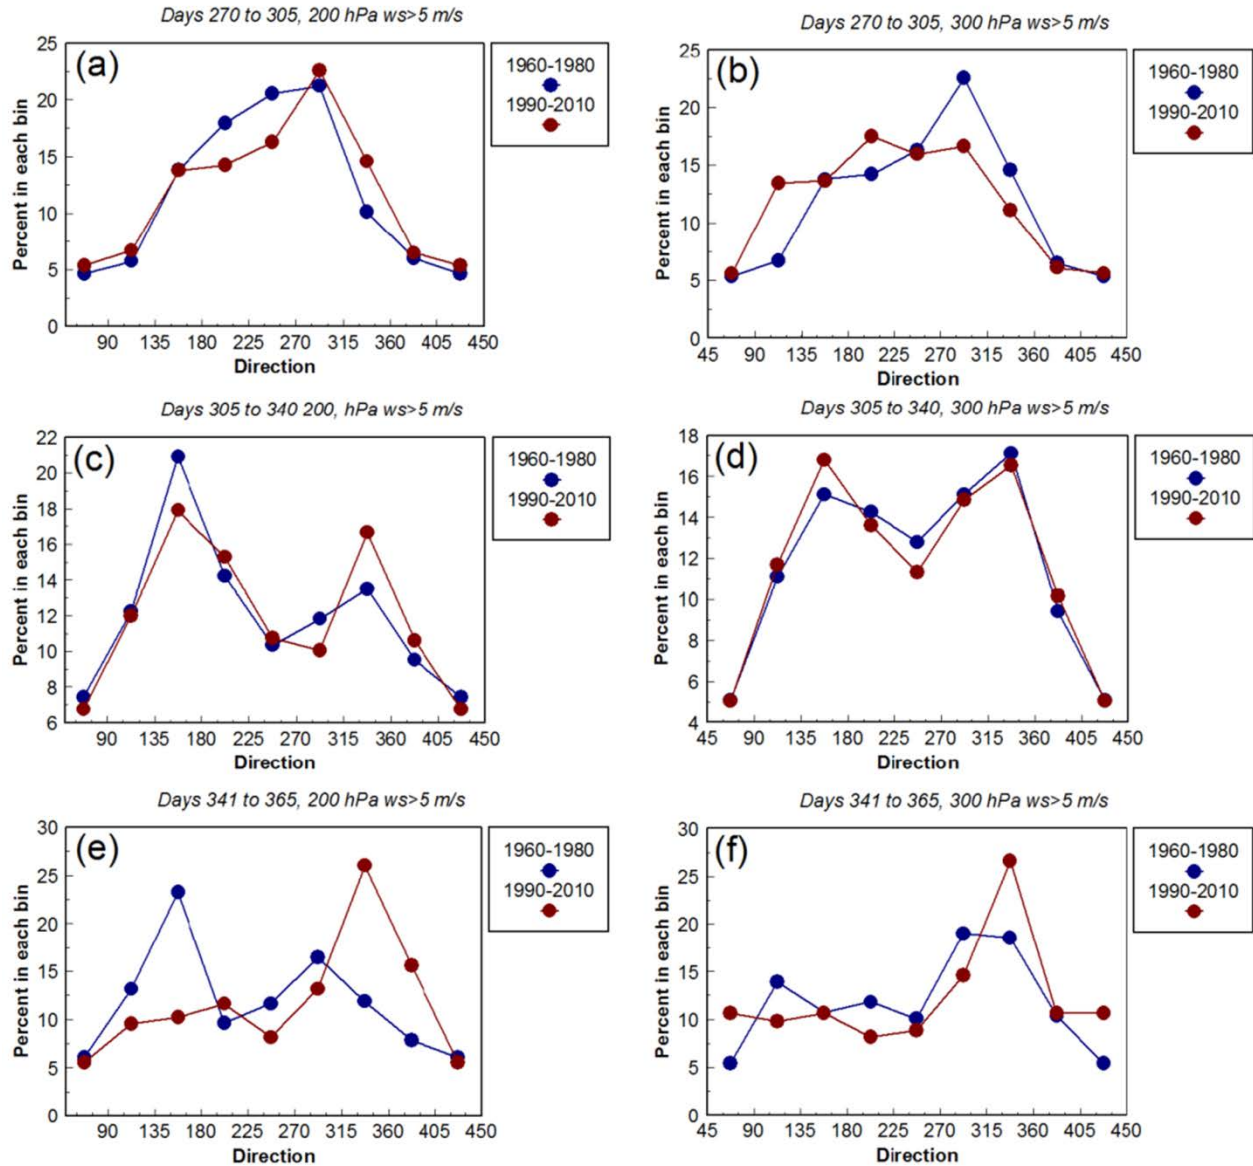 Days 270 to 305, 200 hPa ws>5 m/s
(a)
Percent in each bin
25
20
15
10
5
0
90 135 180 225 270 315 360 405 450
Direction
1960-1980
1990-2010
Days 270 to 305, 300 hPa ws>5 m/s
(b)
Percent in each bin
25
20
15
10
5
0
45 90 135 180 225 270 315 360 405 450
Direction
1960-1980
1990-2010
Days 305 to 340 200, hPa ws>5 m/s
(c)
Percent in each bin
22
20
18
16
14
12
10
8
6
90 135 180 225 270 315 360 405 450
Direction
1960-1980
1990-2010
Days 305 to 340, 300 hPa ws>5 m/s
(d)
Percent in each bin
18
16
14
12
10
8
6
4
45 90 135 180 225 270 315 360 405 450
Direction
1960-1980
1990-2010
Days 341 to 365, 200 hPa ws>5 m/s
(e)
Percent in each bin
30
25
20
15
10
5
0
90 135 180 225 270 315 360 405 450
Direction
1960-1980
1990-2010
Days 341 to 365, 300 hPa ws>5 m/s
(f)
Percent in each bin
30
25
20
15
10
5
0
45 90 135 180 225 270 315 360 405 450
Direction
1960-1980
1990-2010